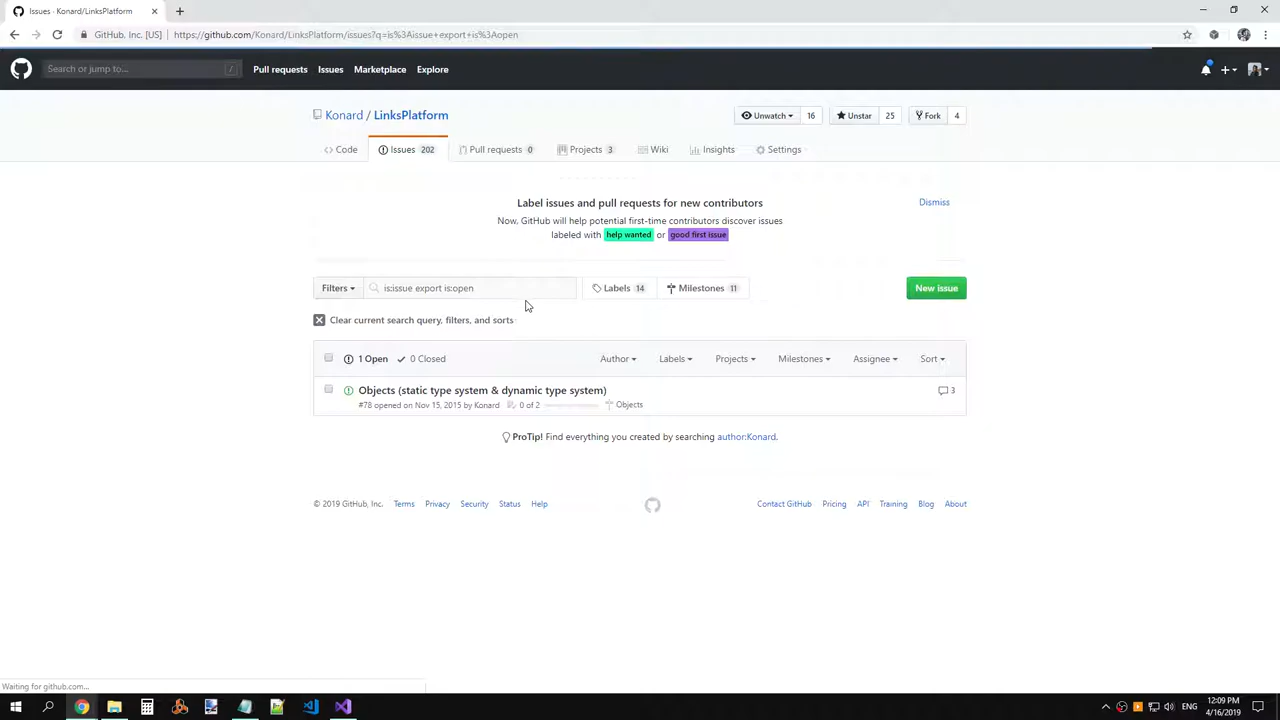 Issues · Konard/LinksPlatform
GitHub, Inc. [US] https://github.com/Konard/LinksPlatform/issues?q=is%3Aissue+export+is%3Aopen
Search or jump to... / Pull requests Issues Marketplace Explore
Konard / LinksPlatform Unwatch 16 Unstar 25 Fork 4
Code Issues 202 Pull requests 0 Projects 3 Wiki Insights Settings
Label issues and pull requests for new contributors Dismiss
Now, GitHub will help potential first-time contributors discover issues
labeled with help wanted or good first issue
Filters is:issue export is:open Labels 14 Milestones 11 New issue
Clear current search query, filters, and sorts
1 Open 0 Closed Author Labels Projects Milestones Assignee Sort
Objects (static type system & dynamic type system) 3
#78 opened on Nov 15, 2015 by Konard 0 of 2 Objects
ProTip! Find everything you created by searching author:Konard.
© 2019 GitHub, Inc. Terms Privacy Security Status Help Contact GitHub Pricing API Training Blog About
Waiting for github.com...
ENG 12:09 PM
4/16/2019